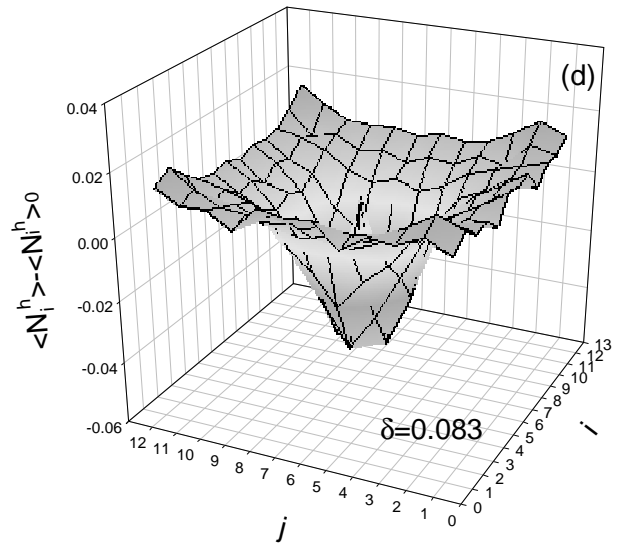 (d)
0.04
0.02
0.00
-0.02
-0.04
-0.06
<N_i^h>-<N_i^h>_0
12 11 10 9 8 7 6 5 4 3 2 1 0
j
0 1 2 3 4 5 6 7 8 9 10 11 12 13
i
δ=0.083